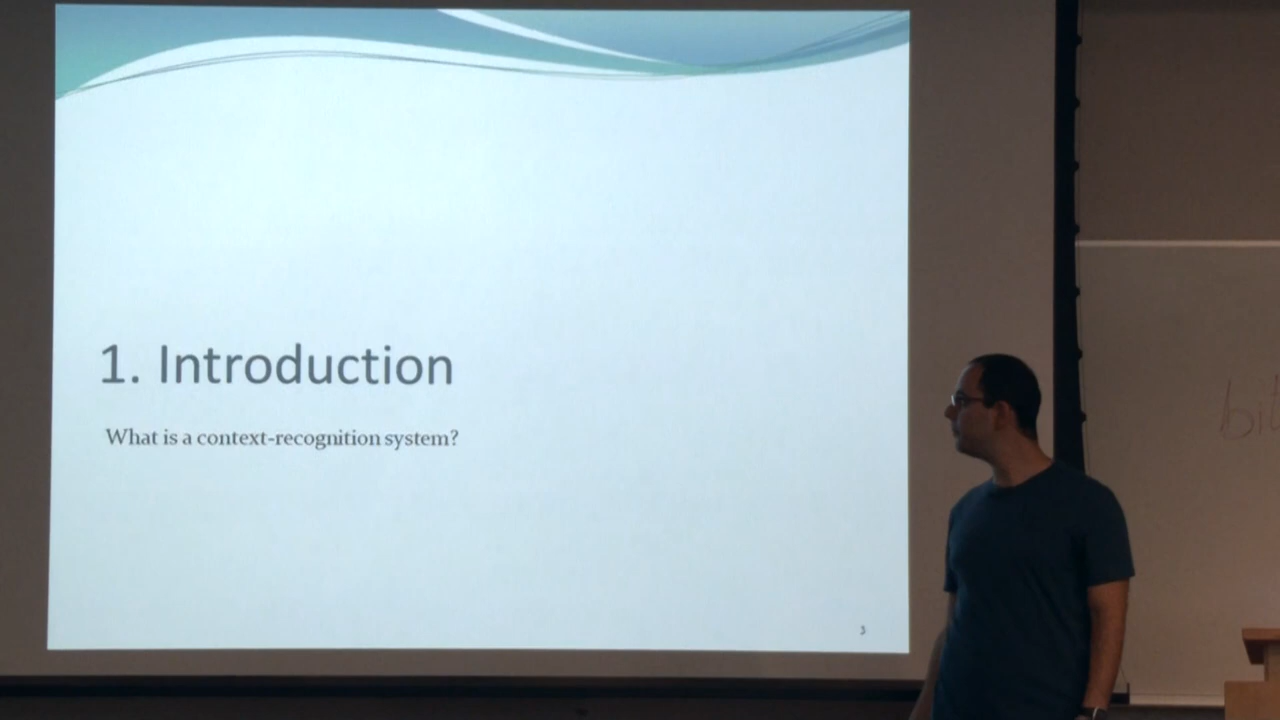 1. Introduction
What is a context-recognition system?
3